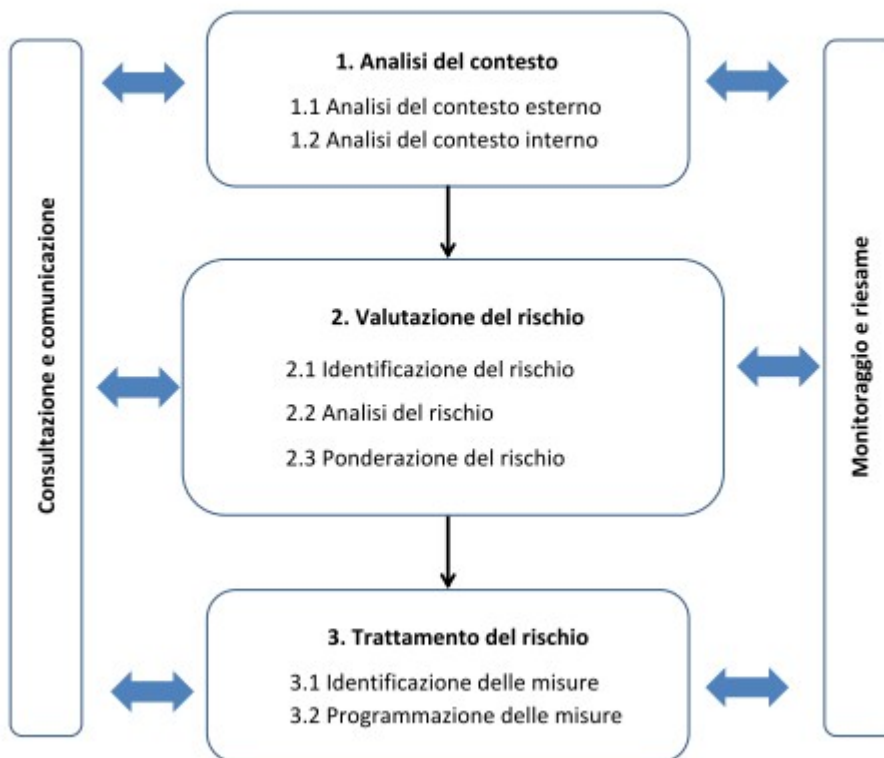 Consultazione e comunicazione
1. Analisi del contesto
1.1 Analisi del contesto esterno
1.2 Analisi del contesto interno
2. Valutazione del rischio
2.1 Identificazione del rischio
2.2 Analisi del rischio
2.3 Ponderazione del rischio
3. Trattamento del rischio
3.1 Identificazione delle misure
3.2 Programmazione delle misure
Monitoraggio e riesame